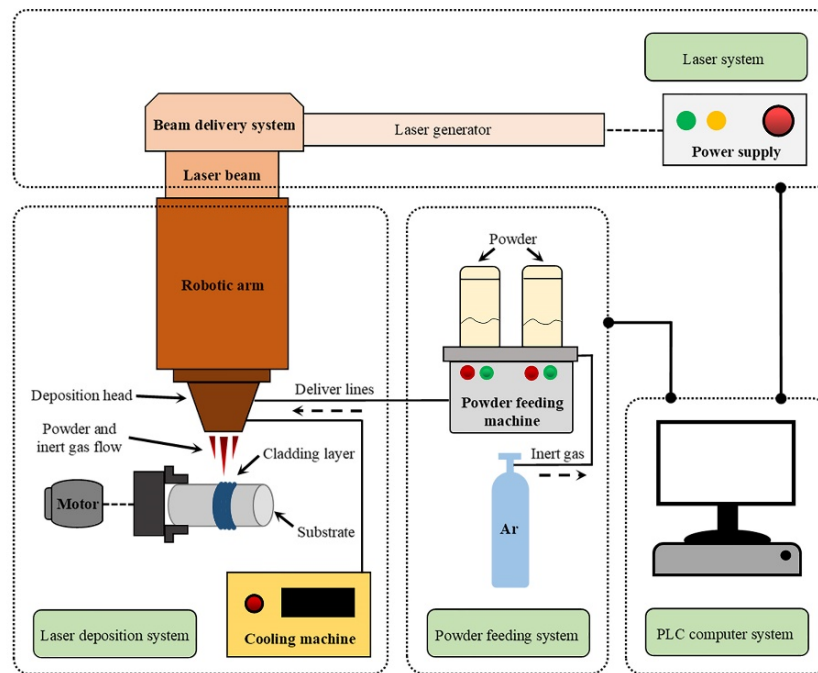 Laser system
Beam delivery system
Laser generator
Power supply
Laser beam
Powder
Robotic arm
Deposition head
Deliver lines
Powder feeding
machine
Powder and
inert gas flow
Cladding layer
Inert gas
Motor
Substrate
Ar
Laser deposition system
Cooling machine
Powder feeding system
PLC computer system